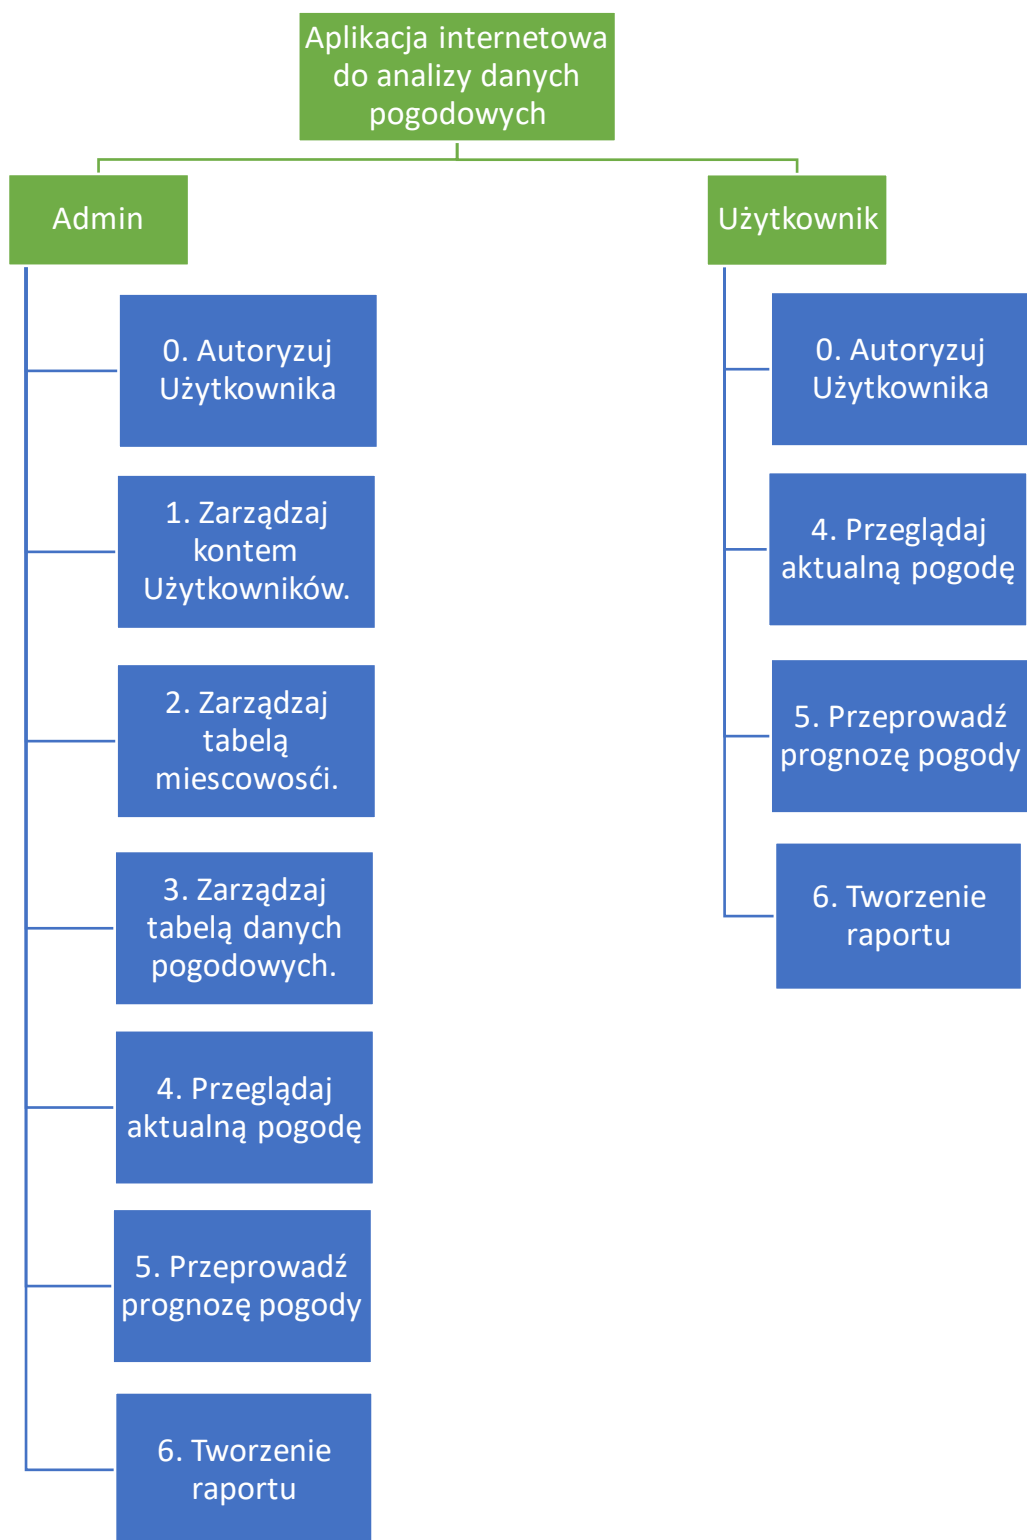 Aplikacja internetowa
do analizy danych
pogodowych
Admin
0. Autoryzuj
Użytkownika
1. Zarządzaj
kontem
Użytkowników.
2. Zarządzaj
tabelą
miescowosći.
3. Zarządzaj
tabelą danych
pogodowych.
4. Przeglądaj
aktualną pogodę
5. Przeprowadź
prognozę pogody
6. Tworzenie
raportu
Użytkownik
0. Autoryzuj
Użytkownika
4. Przeglądaj
aktualną pogodę
5. Przeprowadź
prognozę pogody
6. Tworzenie
raportu